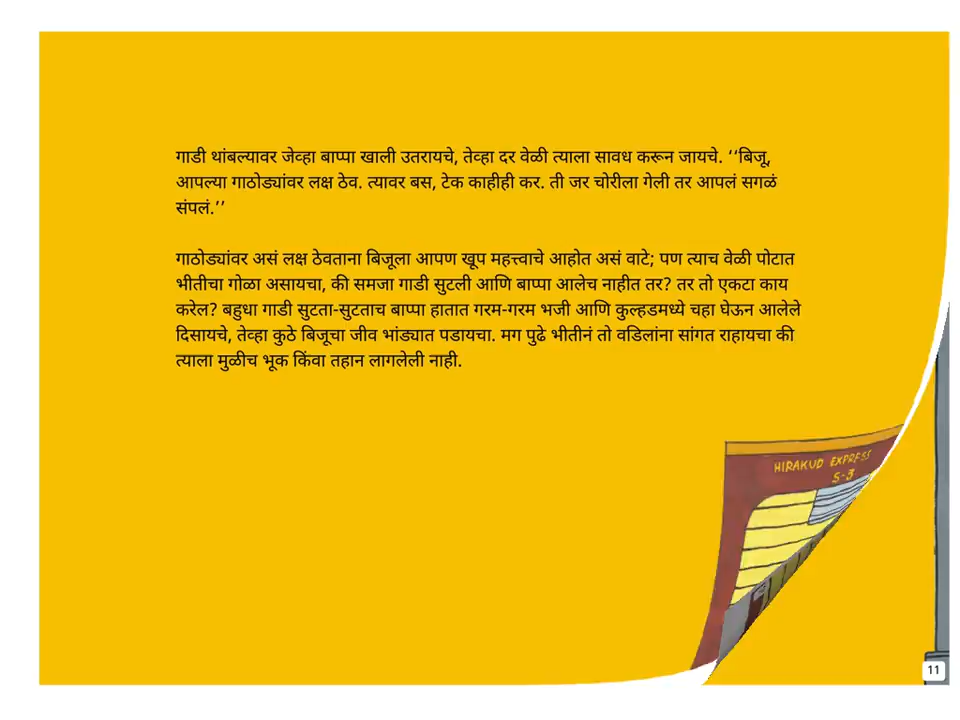 गाडी थांबल्यावर जेव्हा बाप्पा खाली उतरायचे, तेव्हा दर वेळी त्याला सावध करून जायचे. ‘‘बिजू,
आपल्या गाठोड्यांवर लक्ष ठेव. त्यावर बस, टेक काहीही कर. ती जर चोरीला गेली तर आपलं सगळं
संपलं.’’
गाठोड्यांवर असं लक्ष ठेवताना बिजूला आपण खूप महत्त्वाचे आहोत असं वाटे; पण त्याच वेळी पोटात
भीतीचा गोळा असायचा, की समजा गाडी सुटली आणि बाप्पा आलेच नाहीत तर? तर तो एकटा काय
करेल? बहुधा गाडी सुटता-सुटताच बाप्पा हातात गरम-गरम भजी आणि कुल्हडमध्ये चहा घेऊन आलेले
दिसायचे, तेव्हा कुठे बिजूचा जीव भांड्यात पडायचा. मग पुढे भीतीनं तो वडिलांना सांगत राहायचा की
त्याला मुळीच भूक किंवा तहान लागलेली नाही.
HIRAKUD EXPRESS
S-3
11